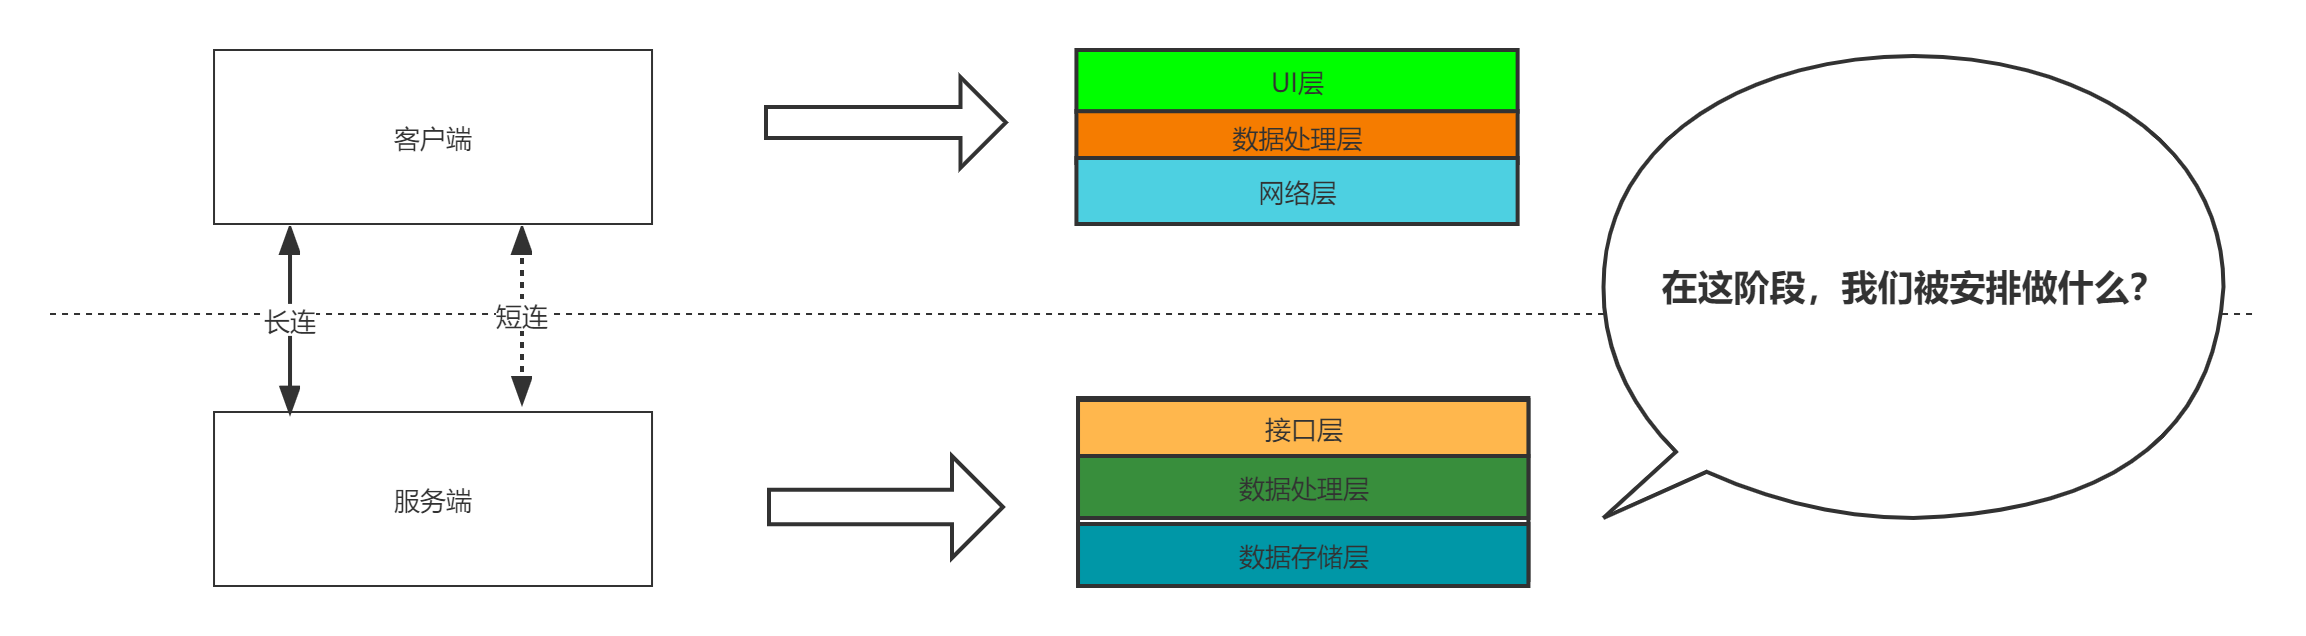 客户端
UI层
数据处理层
网络层
在这阶段，我们被安排做什么？
长连
短连
服务端
接口层
数据处理层
数据存储层